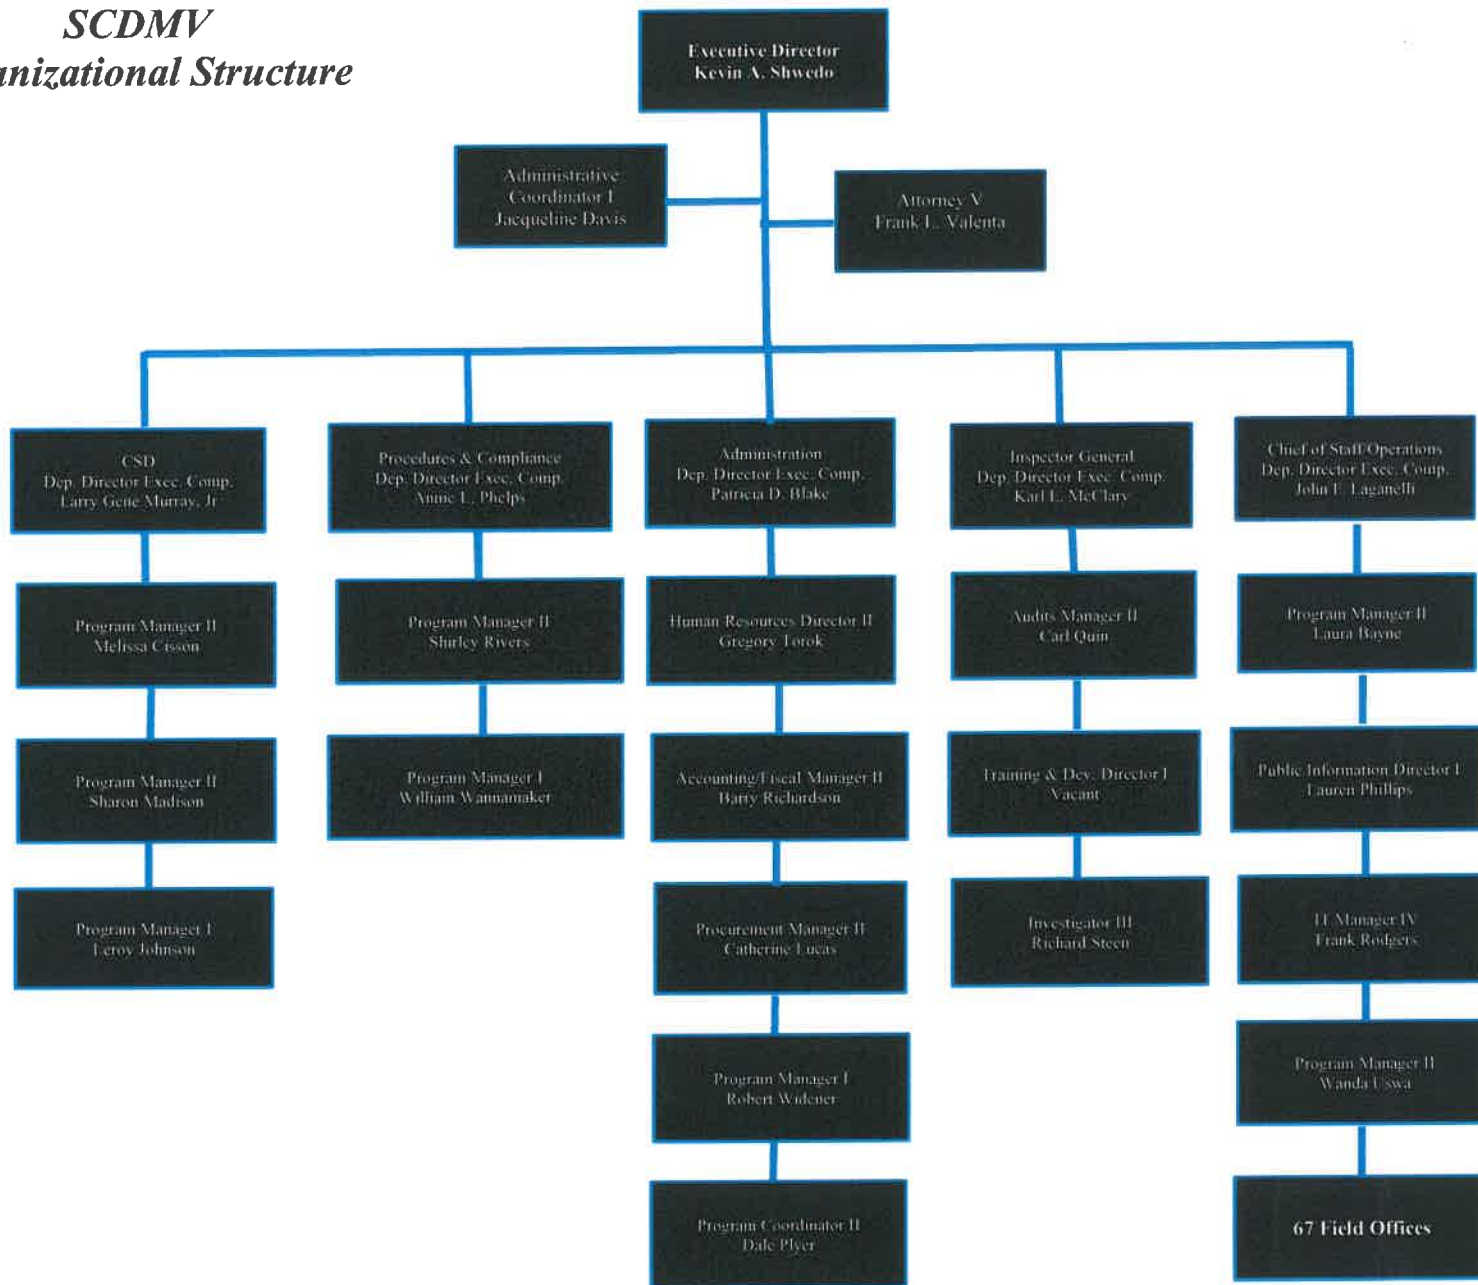 SCDMV
anizational Structure
Executive Director
Kevin A. Shwedo
Administrative
Coordinator I
Jacqueline Davis
Attorney V
Frank L. Valenta
CSD
Dep. Director Exec. Comp.
Larry Gene Murray, Jr
Program Manager II
Melissa Cisson
Program Manager II
Sharon Madison
Program Manager I
Leroy Johnson
Procedures & Compliance
Dep. Director Exec. Comp.
Annie L. Phelps
Program Manager II
Shirley Rivers
Program Manager I
William Wannamaker
Administration
Dep. Director Exec. Comp.
Patricia D. Blake
Human Resources Director II
Gregory Torok
Accounting/Fiscal Manager II
Barry Richardson
Procurement Manager II
Catherine Lucas
Program Manager I
Robert Widener
Program Coordinator II
Dale Plyer
Inspector General
Dep. Director Exec. Comp.
Karl L. McClary
Audits Manager II
Carl Quin
Training & Dev. Director I
Vacant
Investigator III
Richard Steen
Chief of Staff/Operations
Dep. Director Exec. Comp.
John F. Laganelli
Program Manager II
Laura Bayne
Public Information Director I
Lauren Phillips
IT Manager IV
Frank Rodgers
Program Manager II
Wanda
67 Field Offices